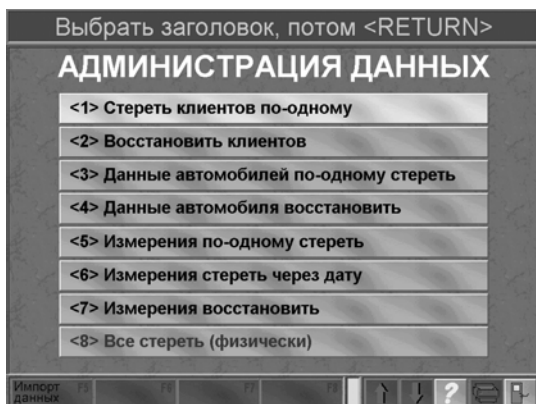 Выбрать заголовок, потом <RETURN>
АДМИНИСТРАЦИЯ ДАННЫХ
<1> Стереть клиентов по-одному
<2> Восстановить клиентов
<3> Данные автомобилей по-одному стереть
<4> Данные автомобиля восстановить
<5> Измерения по-одному стереть
<6> Измерения стереть через дату
<7> Измерения восстановить
<8> Все стереть (физически)
Импорт F5 F6 F7 F8 ?
данных